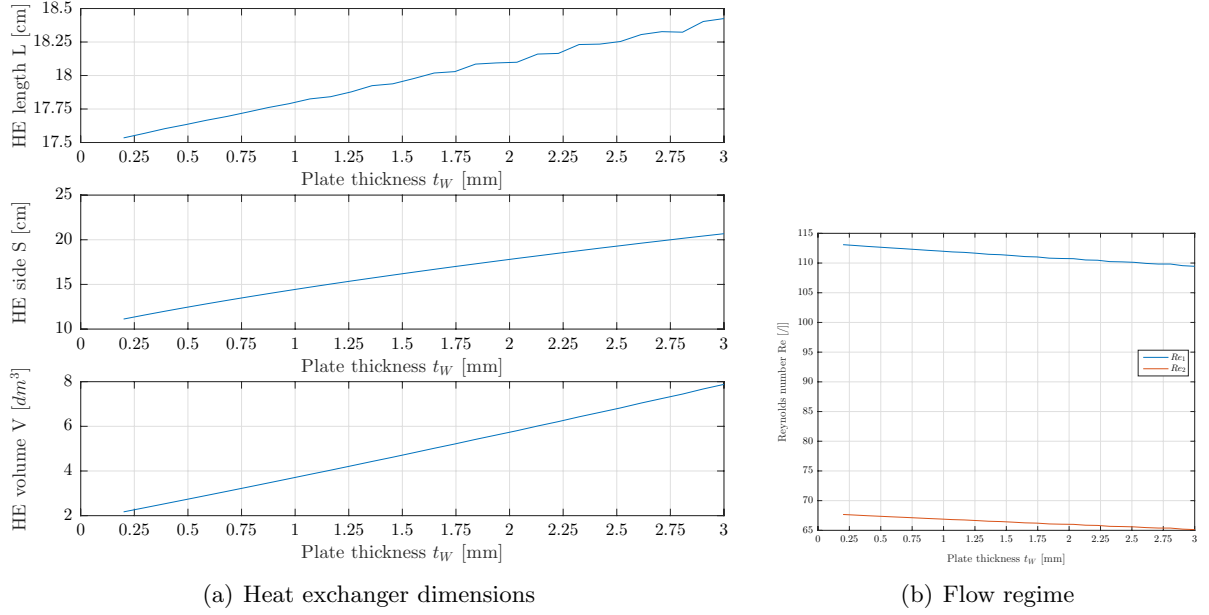 HE length L [cm]
18.5
18.25
18
17.75
17.5
0 0.25 0.5 0.75 1 1.25 1.5 1.75 2 2.25 2.5 2.75 3
Plate thickness t_W [mm]
HE side S [cm]
25
20
15
10
0 0.25 0.5 0.75 1 1.25 1.5 1.75 2 2.25 2.5 2.75 3
Plate thickness t_W [mm]
HE volume V [dm³]
8
6
4
2
0 0.25 0.5 0.75 1 1.25 1.5 1.75 2 2.25 2.5 2.75 3
Plate thickness t_W [mm]
(a) Heat exchanger dimensions
Reynolds number Re [/]]
115
110
105
100
95
90
85
80
75
70
65
Re₁
Re₂
0 0.25 0.5 0.75 1 1.25 1.5 1.75 2 2.25 2.5 2.75 3
Plate thickness t_W [mm]
(b) Flow regime